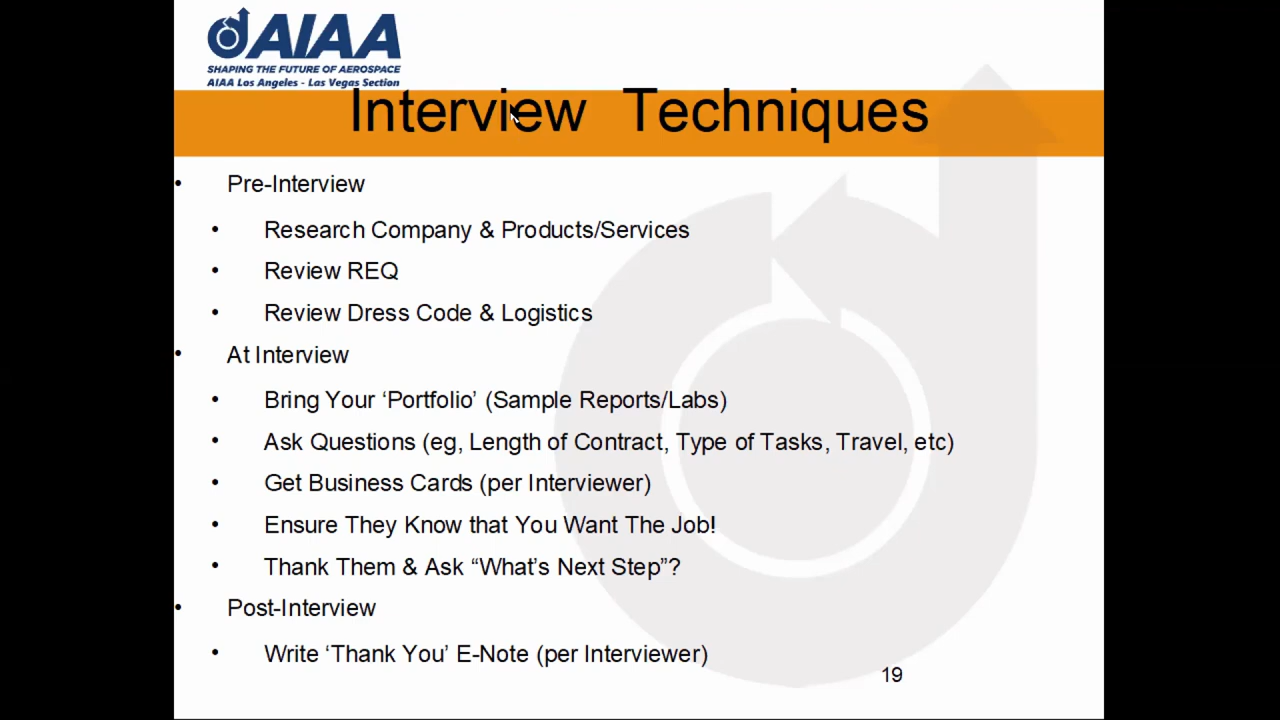 AIAA
SHAPING THE FUTURE OF AEROSPACE
AIAA Los Angeles - Las Vegas Section
Interview Techniques
• Pre-Interview
• Research Company & Products/Services
• Review REQ
• Review Dress Code & Logistics
• At Interview
• Bring Your ‘Portfolio’ (Sample Reports/Labs)
• Ask Questions (eg, Length of Contract, Type of Tasks, Travel, etc)
• Get Business Cards (per Interviewer)
• Ensure They Know that You Want The Job!
• Thank Them & Ask “What’s Next Step”?
• Post-Interview
• Write ‘Thank You’ E-Note (per Interviewer)
19